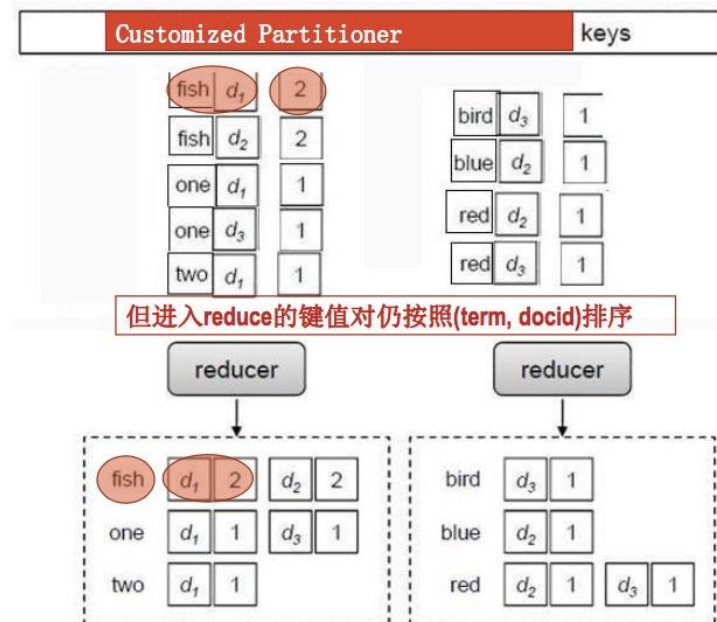 Customized Partitioner keys
fish d1 2
fish d2 2
one d1 1
one d3 1
two d1 1
bird d3 1
blue d2 1
red d2 1
red d3 1
但进入reduce的键值对仍按照(term, docid)排序
reducer
reducer
fish d1 2 d2 2
one d1 1 d3 1
two d1 1
bird d3 1
blue d2 1
red d2 1 d3 1